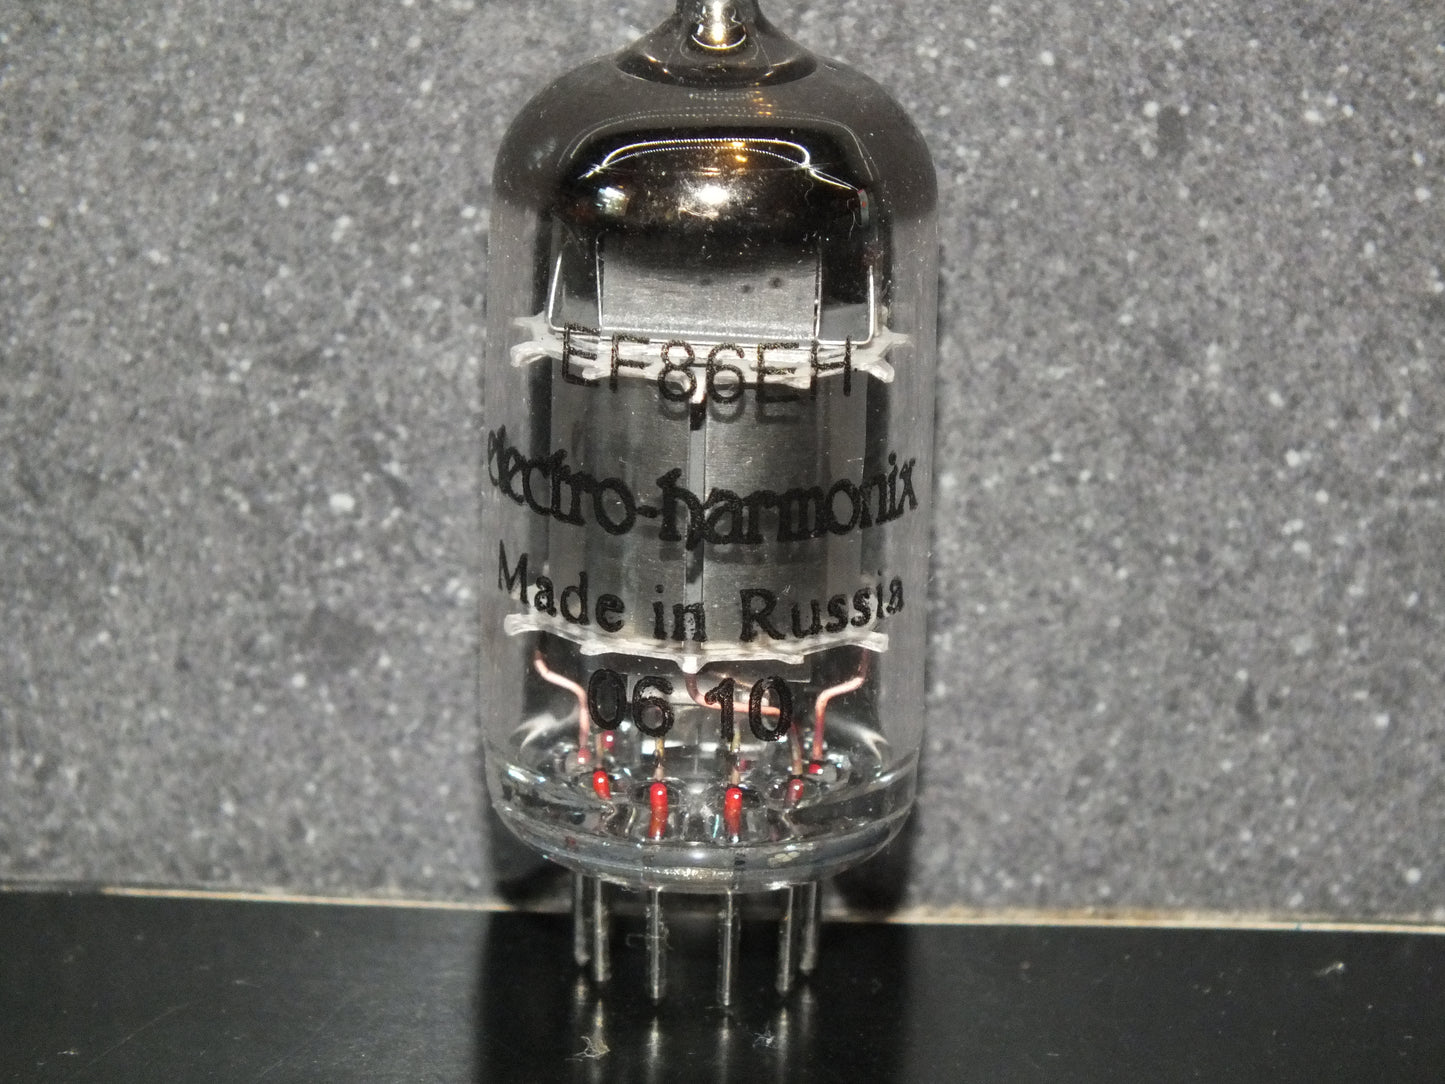 EF86EH
electro-harmonix
Made in Russia
06 10